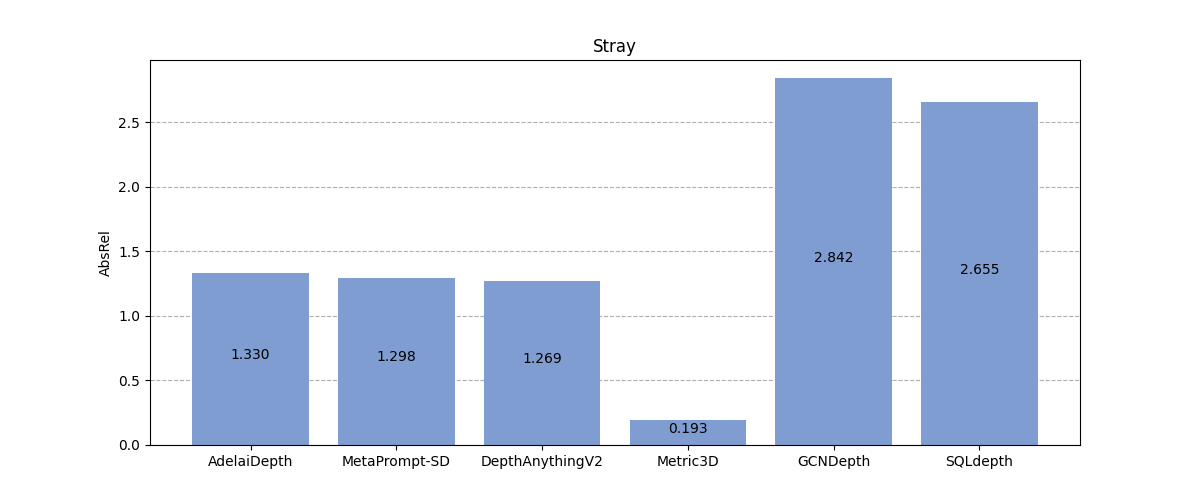 Stray
AbsRel
2.5
2.0
1.5
1.0
0.5
0.0
1.330
1.298
1.269
0.193
2.842
2.655
AdelaiDepth
MetaPrompt-SD
DepthAnythingV2
Metric3D
GCNDepth
SQLdepth